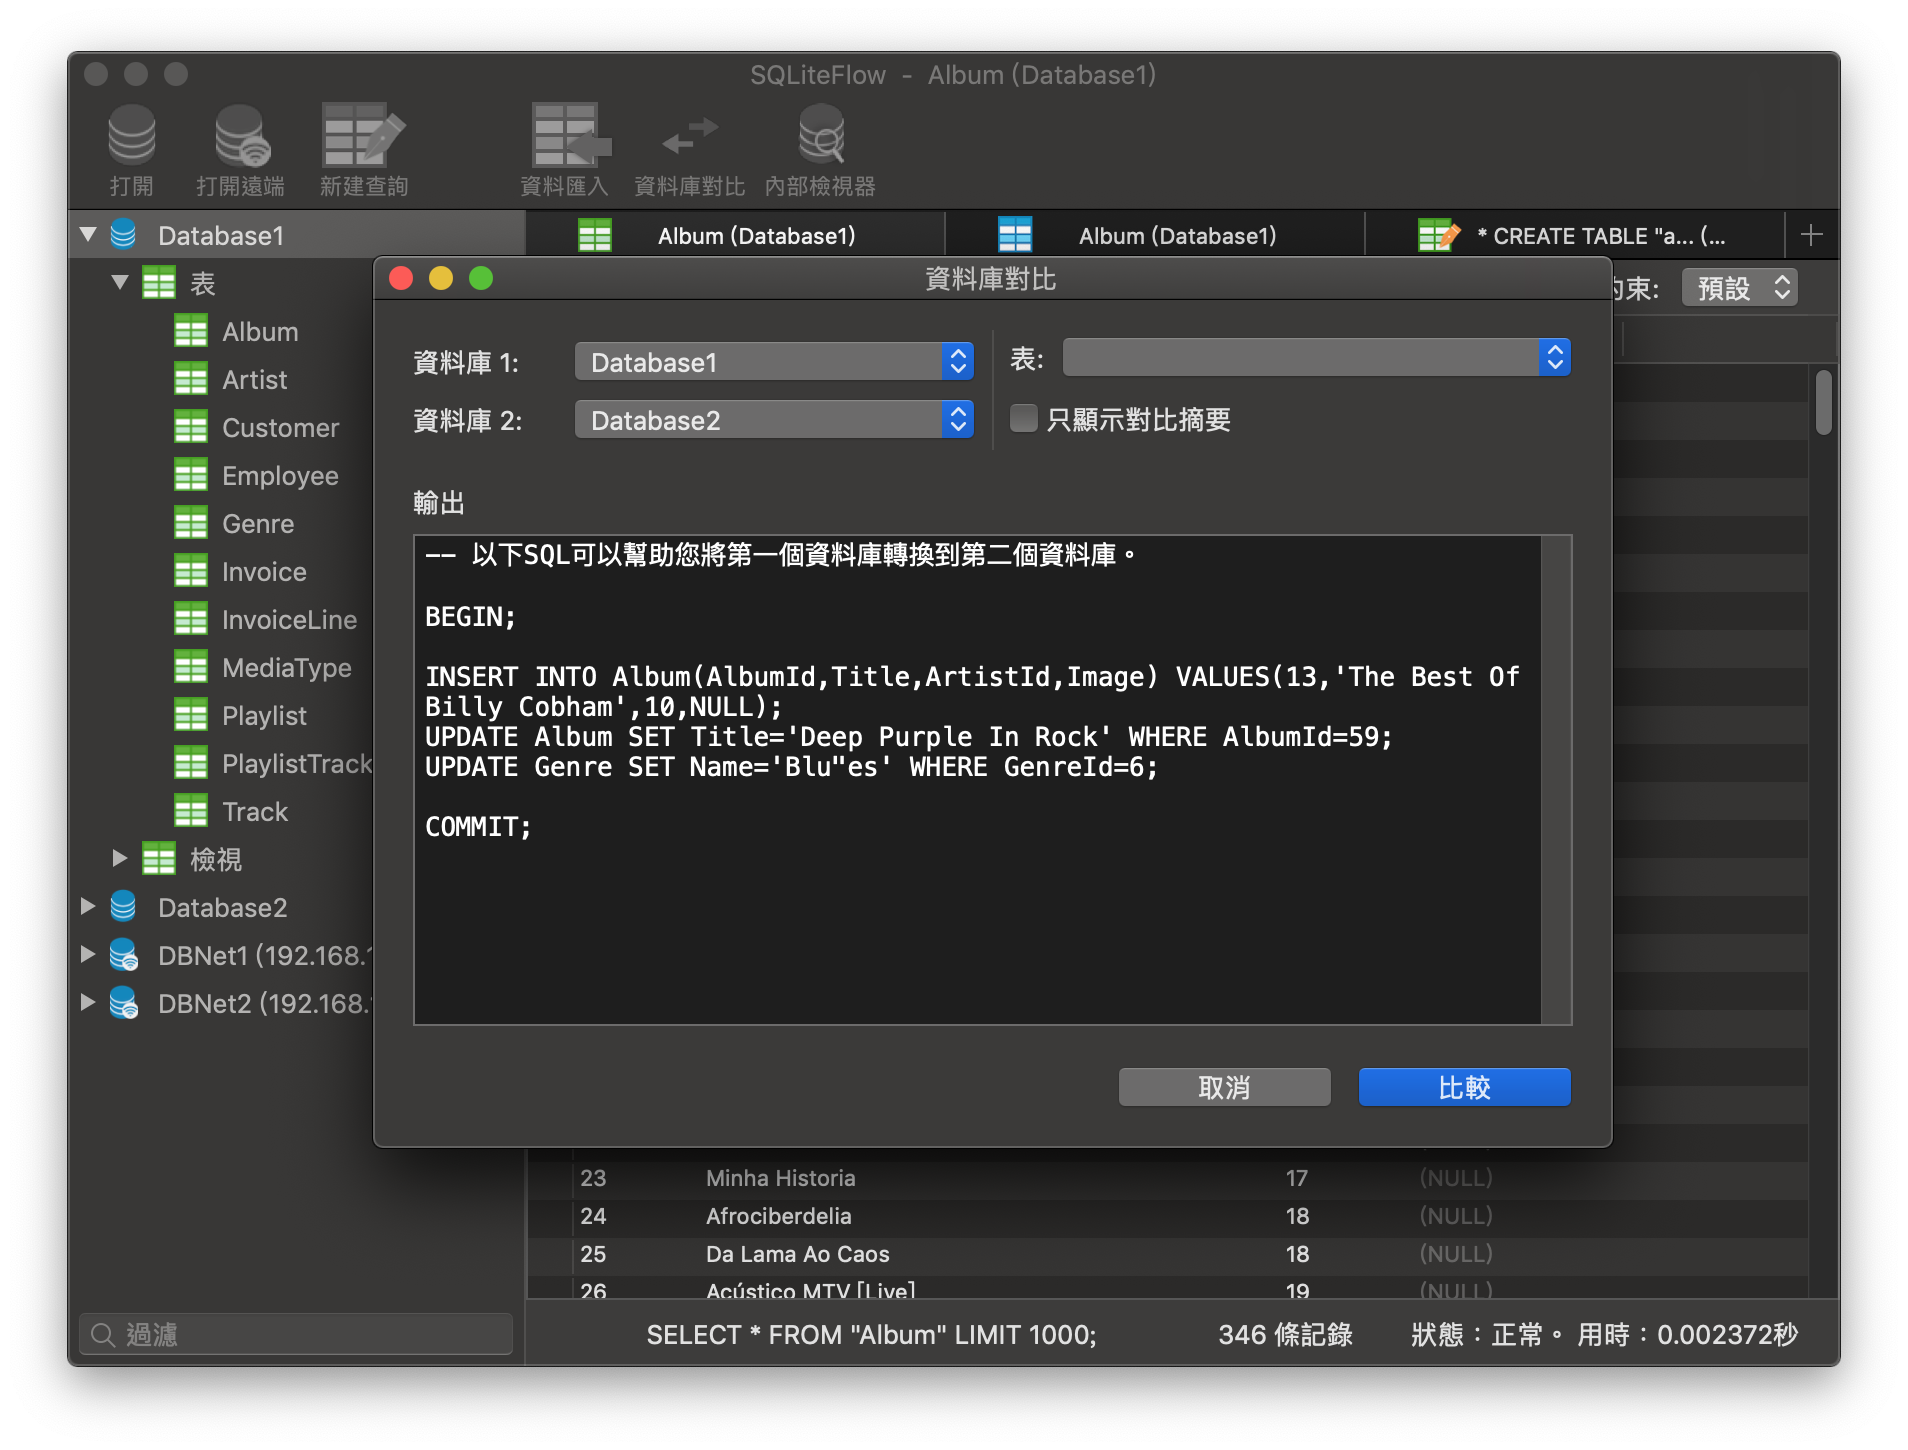 SQLiteFlow - Album (Database1)
打開
打開遠端
新建查詢
資料匯入
資料庫對比
內部檢視器
Database1
Album (Database1)
Album (Database1)
* CREATE TABLE "a... (...
表
Album
Artist
Customer
Employee
Genre
Invoice
InvoiceLine
MediaType
Playlist
PlaylistTrack
Track
檢視
Database2
DBNet1 (192.168.
DBNet2 (192.168.
過濾
束:
預設
資料庫對比
資料庫 1:
Database1
資料庫 2:
Database2
表:
只顯示對比摘要
輸出
-- 以下SQL可以幫助您將第一個資料庫轉換到第二個資料庫。
BEGIN;
INSERT INTO Album(AlbumId,Title,ArtistId,Image) VALUES(13,'The Best Of
Billy Cobham',10,NULL);
UPDATE Album SET Title='Deep Purple In Rock' WHERE AlbumId=59;
UPDATE Genre SET Name='Blu"es' WHERE GenreId=6;
COMMIT;
取消
比較
23 Minha Historia 17 (NULL)
24 Afrociberdelia 18 (NULL)
25 Da Lama Ao Caos 18 (NULL)
26 Acústico MTV [Live] 19 (NULL)
SELECT * FROM "Album" LIMIT 1000;
346 條記錄
狀態：正常。 用時：0.002372秒